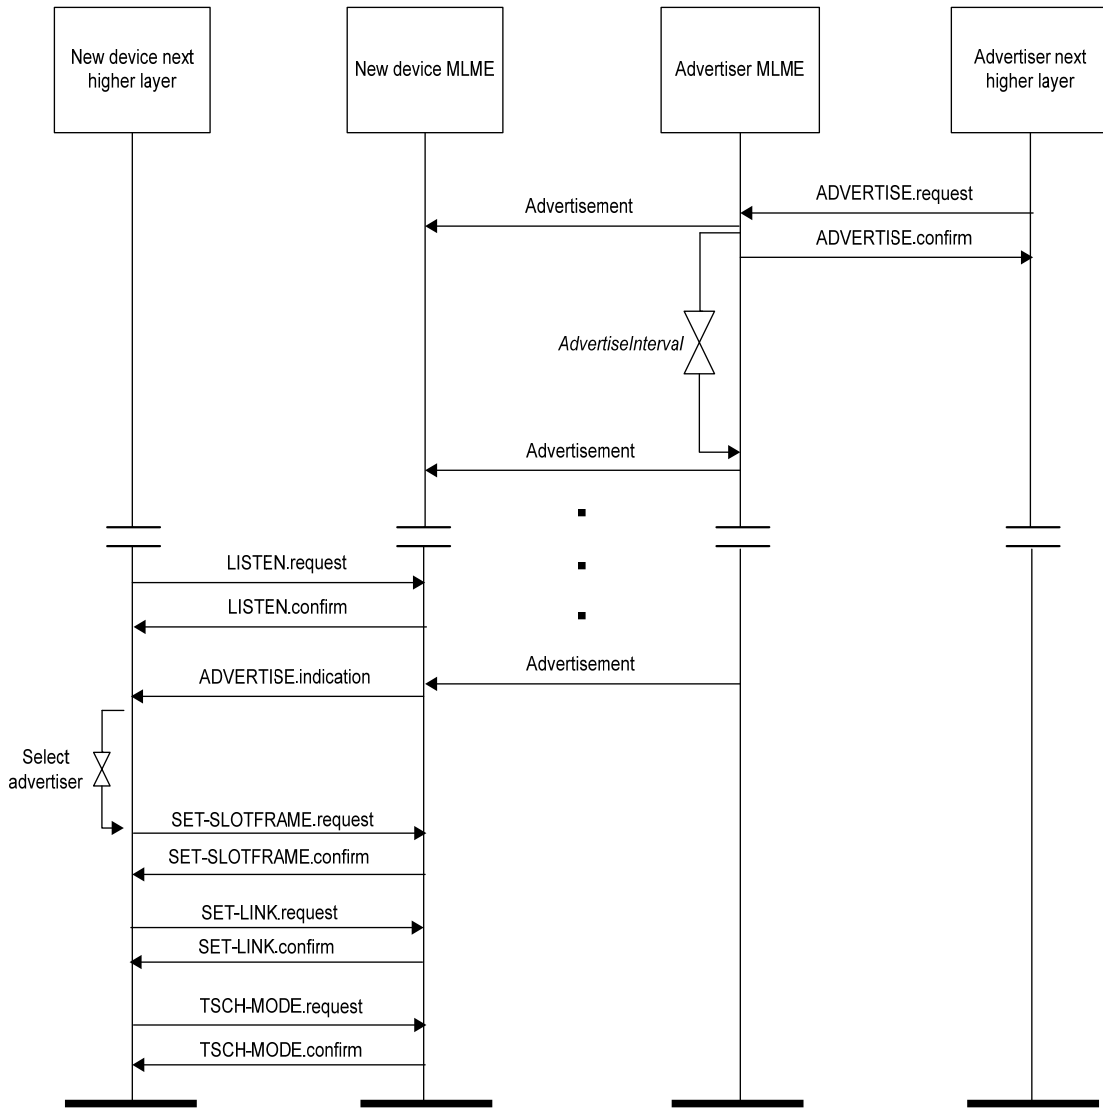 New device next
higher layer
New device MLME
Advertiser MLME
Advertiser next
higher layer
ADVERTISE.request
Advertisement
ADVERTISE.confirm
AdvertiseInterval
Advertisement
LISTEN.request
LISTEN.confirm
Advertisement
ADVERTISE.indication
Select
advertiser
SET-SLOTFRAME.request
SET-SLOTFRAME.confirm
SET-LINK.request
SET-LINK.confirm
TSCH-MODE.request
TSCH-MODE.confirm